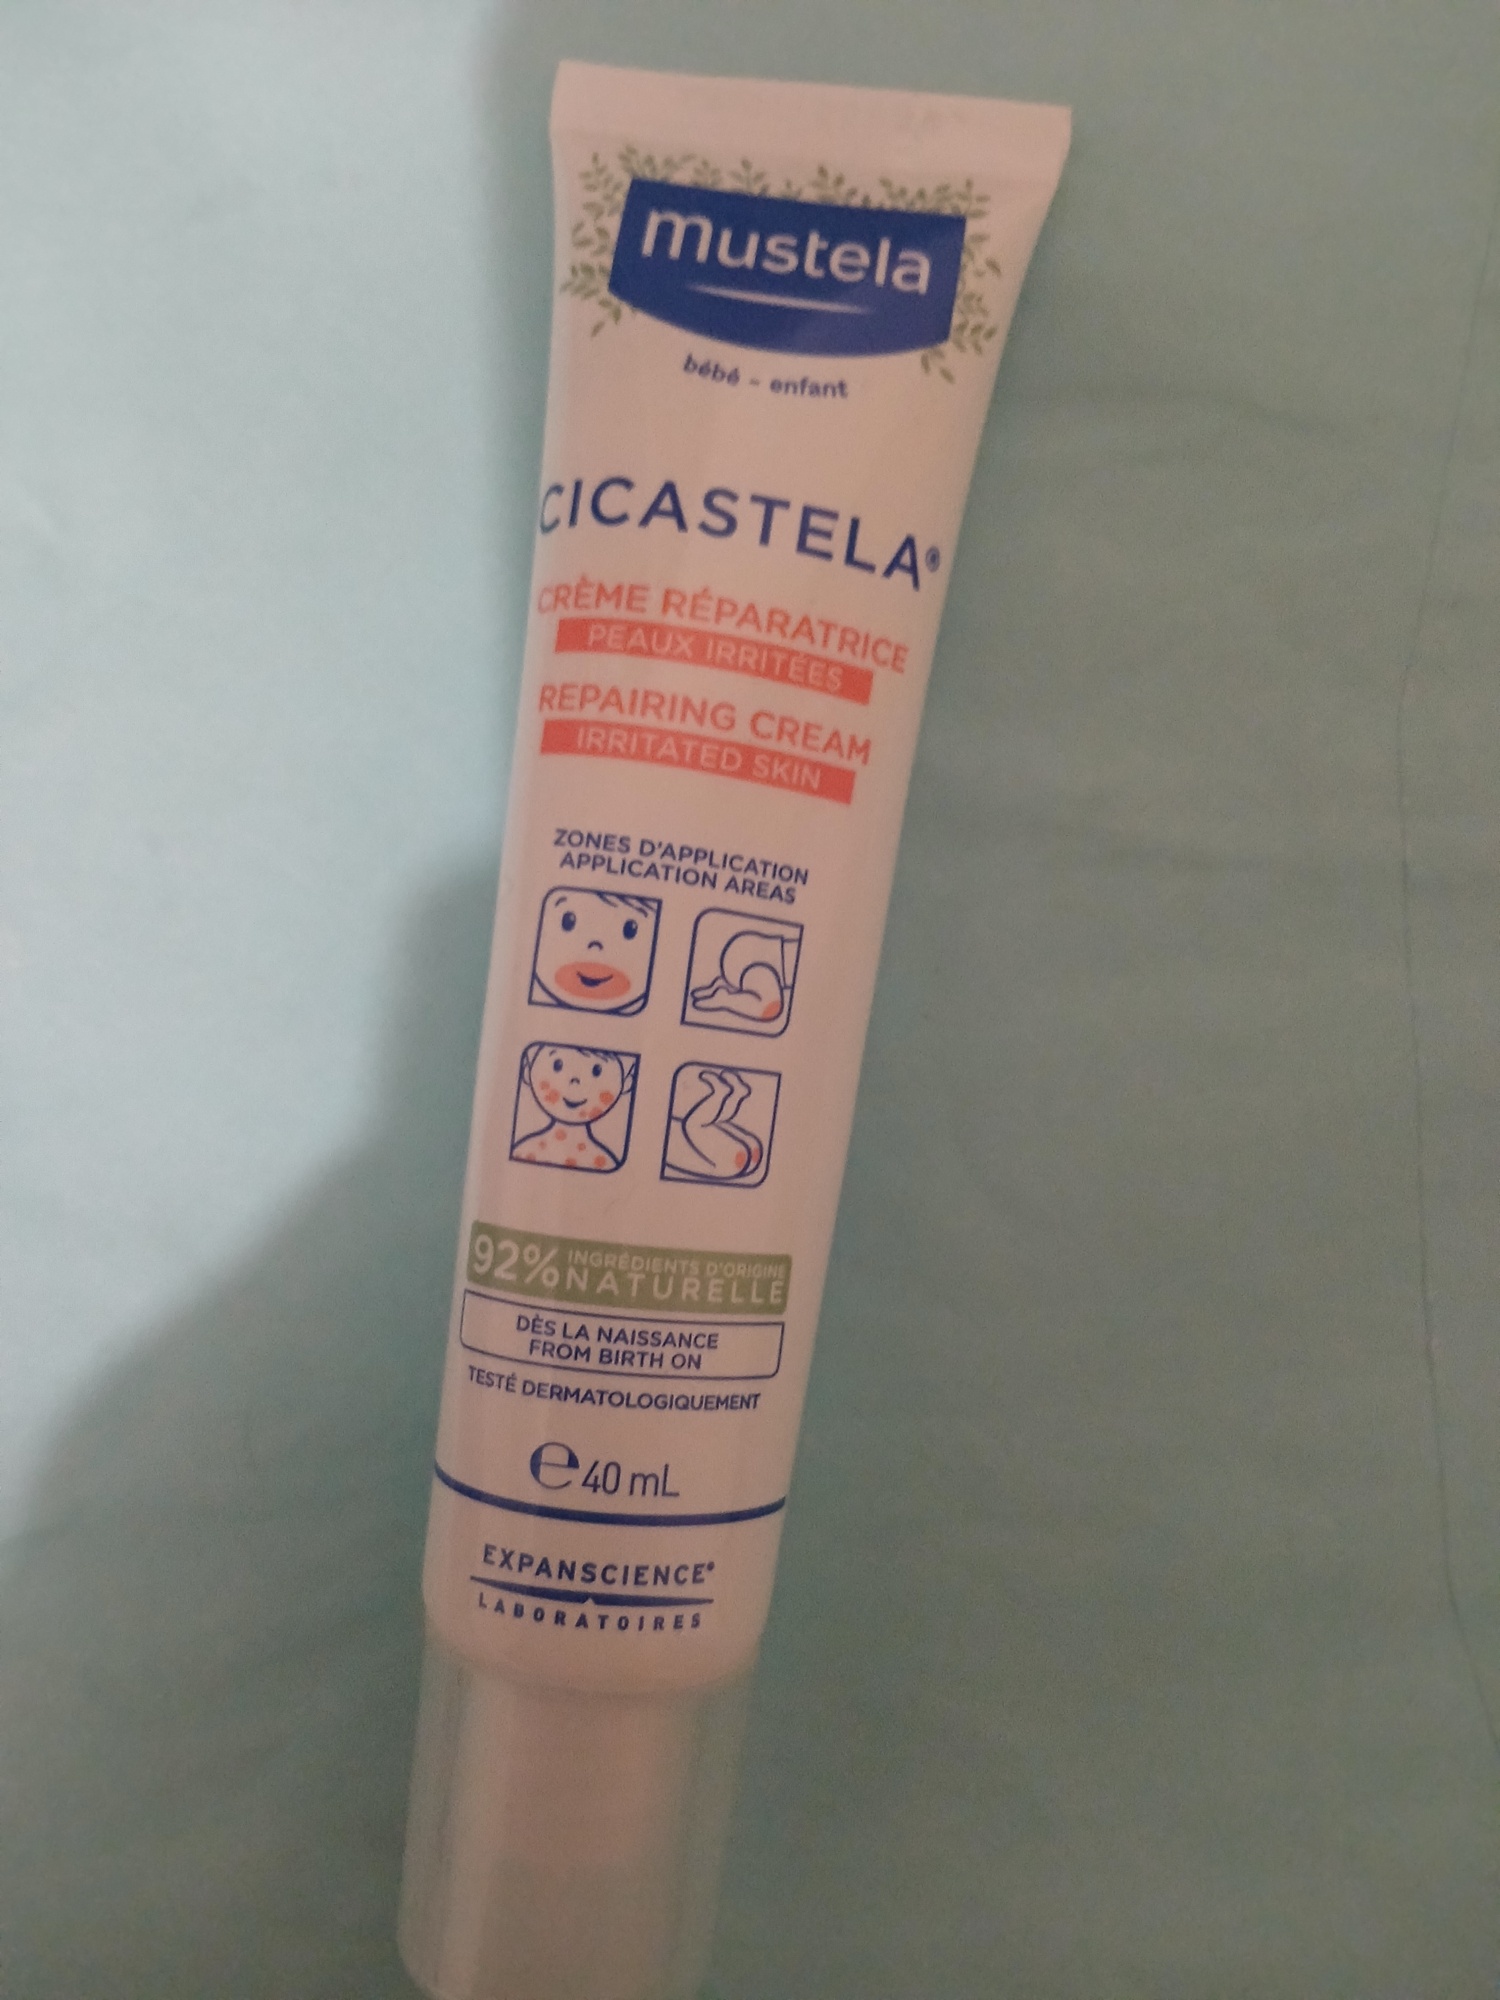 mustela
bébé - enfant
CICASTELA®
CRÈME RÉPARATRICE
PEAUX IRRITÉES
REPAIRING CREAM
IRRITATED SKIN
ZONES D'APPLICATION
APPLICATION AREAS
92% INGRÉDIENTS D'ORIGINE
NATURELLE
DÈS LA NAISSANCE
FROM BIRTH ON
TESTÉ DERMATOLOGIQUEMENT
℮ 40 mL
EXPANSCIENCE®
LABORATOIRES